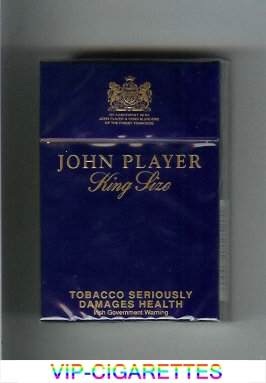 BY AGREEMENT WITH
JOHN PLAYER & SONS BLENDERS
OF THE FINEST TOBACCOS
JOHN PLAYER
King Size
TOBACCO SERIOUSLY
DAMAGES HEALTH
Irish Government Warning
VIP-CIGARETTES